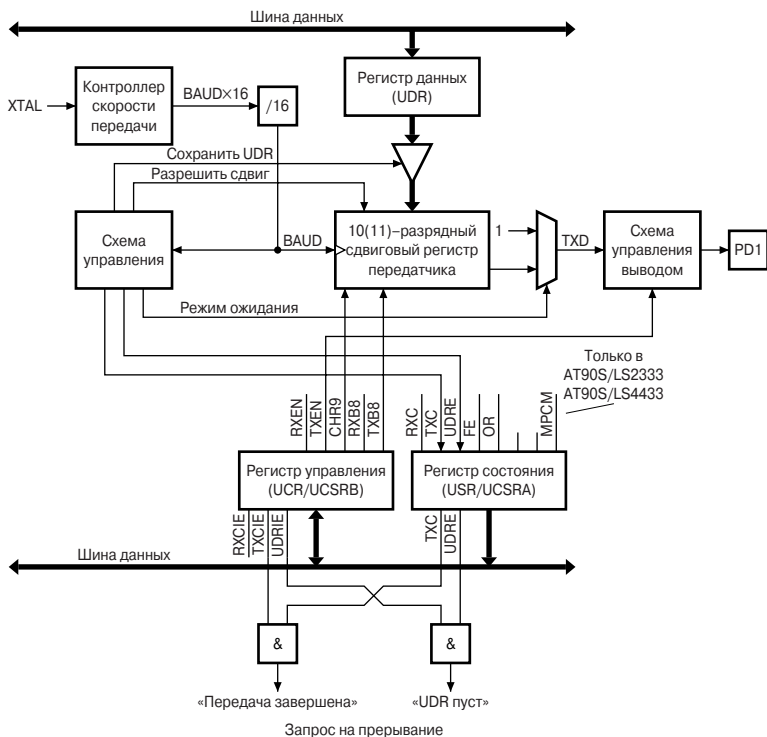 Шина данных
Контроллер
скорости
передачи
XTAL
BAUD×16
/16
Регистр данных
(UDR)
Сохранить UDR
Разрешить сдвиг
Схема
управления
BAUD
10(11)–разрядный
сдвиговый регистр
передатчика
1
TXD
Схема
управления
выводом
PD1
Режим ожидания
Только в
AT90S/LS2333
AT90S/LS4433
RXEN
TXEN
CHR9
RXB8
TXB8
RXC
TXC
UDRE
FE
OR
MPCM
Регистр управления
(UCR/UCSRB)
Регистр состояния
(USR/UCSRA)
RXCIE
TXCIE
UDRIE
TXC
UDRE
Шина данных
&
&
«Передача завершена»
«UDR пуст»
Запрос на прерывание